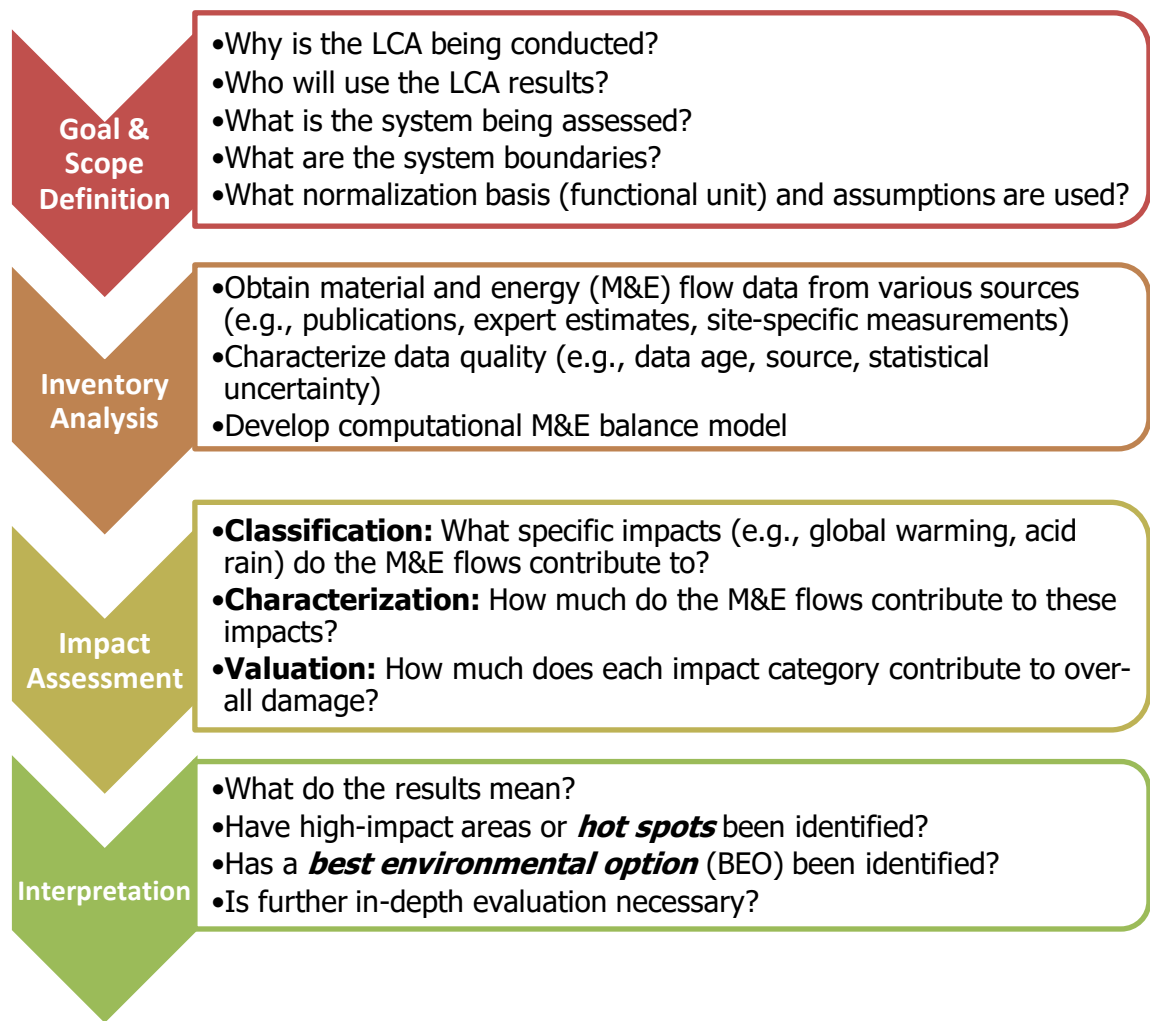 Goal &
Scope
Definition
•Why is the LCA being conducted?
•Who will use the LCA results?
•What is the system being assessed?
•What are the system boundaries?
•What normalization basis (functional unit) and assumptions are used?
Inventory
Analysis
•Obtain material and energy (M&E) flow data from various sources
(e.g., publications, expert estimates, site-specific measurements)
•Characterize data quality (e.g., data age, source, statistical
uncertainty)
•Develop computational M&E balance model
Impact
Assessment
•Classification: What specific impacts (e.g., global warming, acid
rain) do the M&E flows contribute to?
•Characterization: How much do the M&E flows contribute to these
impacts?
•Valuation: How much does each impact category contribute to over-
all damage?
Interpretation
•What do the results mean?
•Have high-impact areas or hot spots been identified?
•Has a best environmental option (BEO) been identified?
•Is further in-depth evaluation necessary?